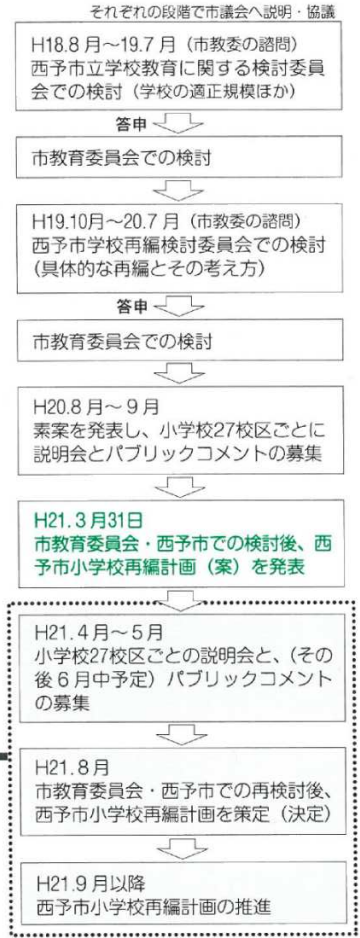 それぞれの段階で市議会へ説明・協議
H18.8月～19.7月（市教委の諮問）
西予市立学校教育に関する検討委員
会での検討（学校の適正規模ほか）
答申
市教育委員会での検討
H19.10月～20.7月（市教委の諮問）
西予市学校再編検討委員会での検討
（具体的な再編とその考え方）
答申
市教育委員会での検討
H20.8月～9月
素案を発表し、小学校27校区ごとに
説明会とパブリックコメントの募集
H21.3月31日
市教育委員会・西予市での検討後、西
予市小学校再編計画（案）を発表
H21.4月～5月
小学校27校区ごとの説明会と、（その
後6月中予定）パブリックコメント
の募集
H21.8月
市教育委員会・西予市での再検討後、
西予市小学校再編計画を策定（決定）
H21.9月以降
西予市小学校再編計画の推進